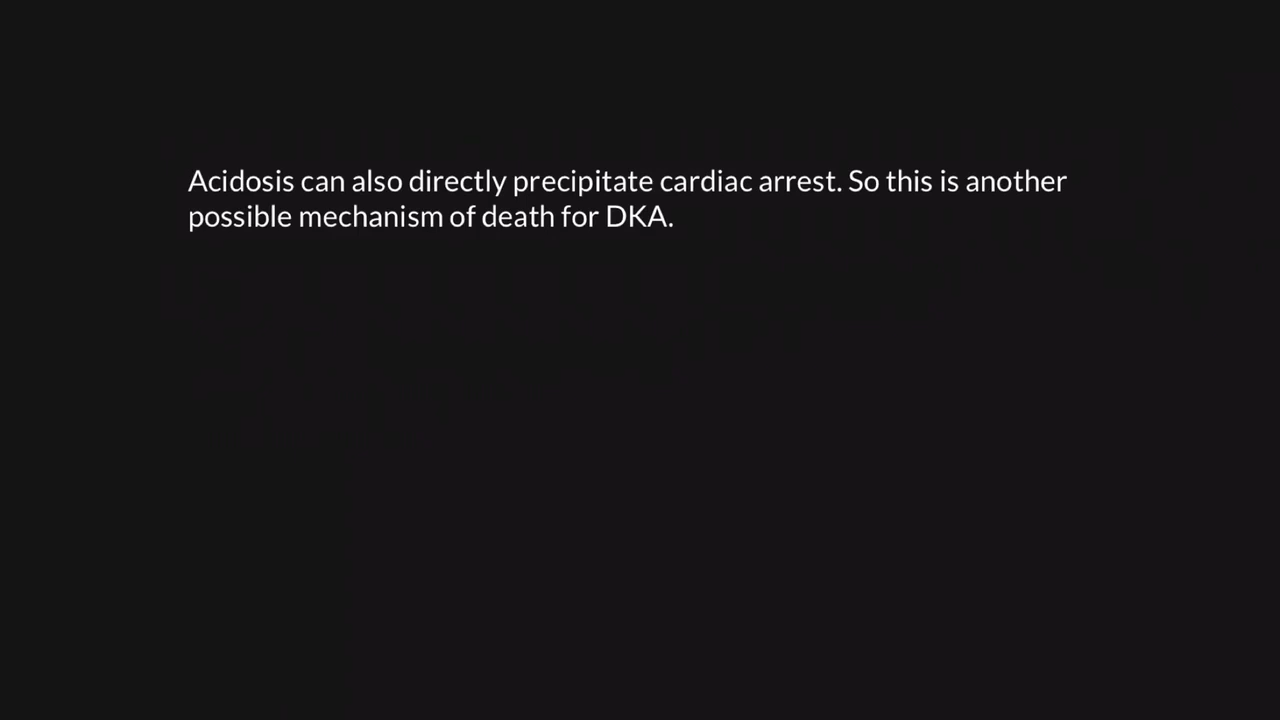 Acidosis can also directly precipitate cardiac arrest. So this is another
possible mechanism of death for DKA.